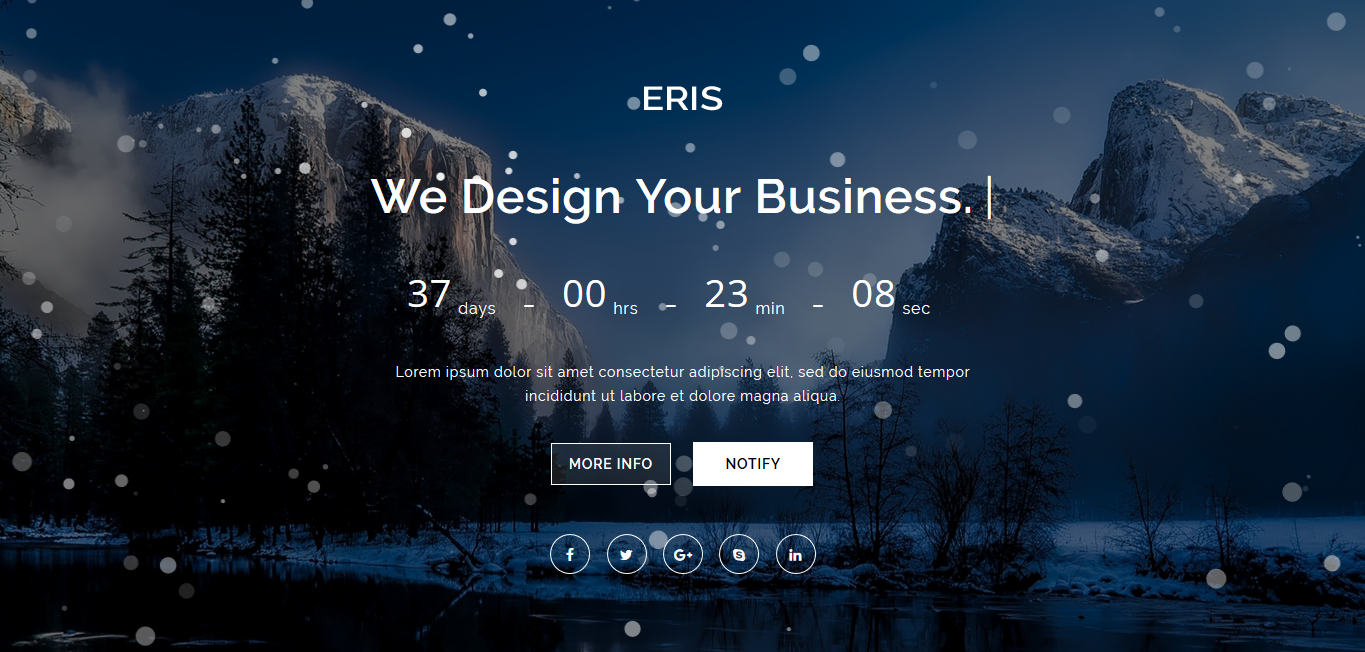 ERIS
We Design Your Business. |
37 days - 00 hrs - 23 min - 08 sec
Lorem ipsum dolor sit amet consectetur adipiscing elit, sed do eiusmod tempor
incididunt ut labore et dolore magna aliqua.
MORE INFO NOTIFY